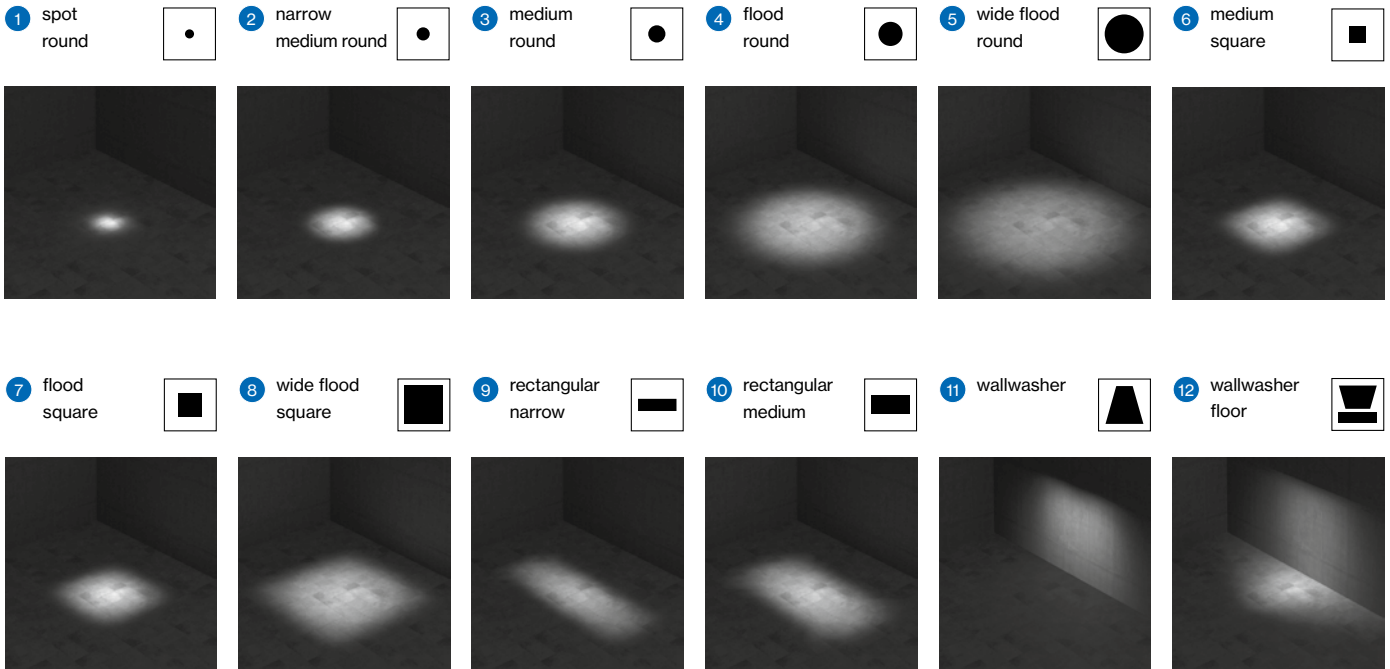 1 spot
round
2 narrow
medium round
3 medium
round
4 flood
round
5 wide flood
round
6 medium
square
7 flood
square
8 wide flood
square
9 rectangular
narrow
10 rectangular
medium
11 wallwasher
12 wallwasher
floor